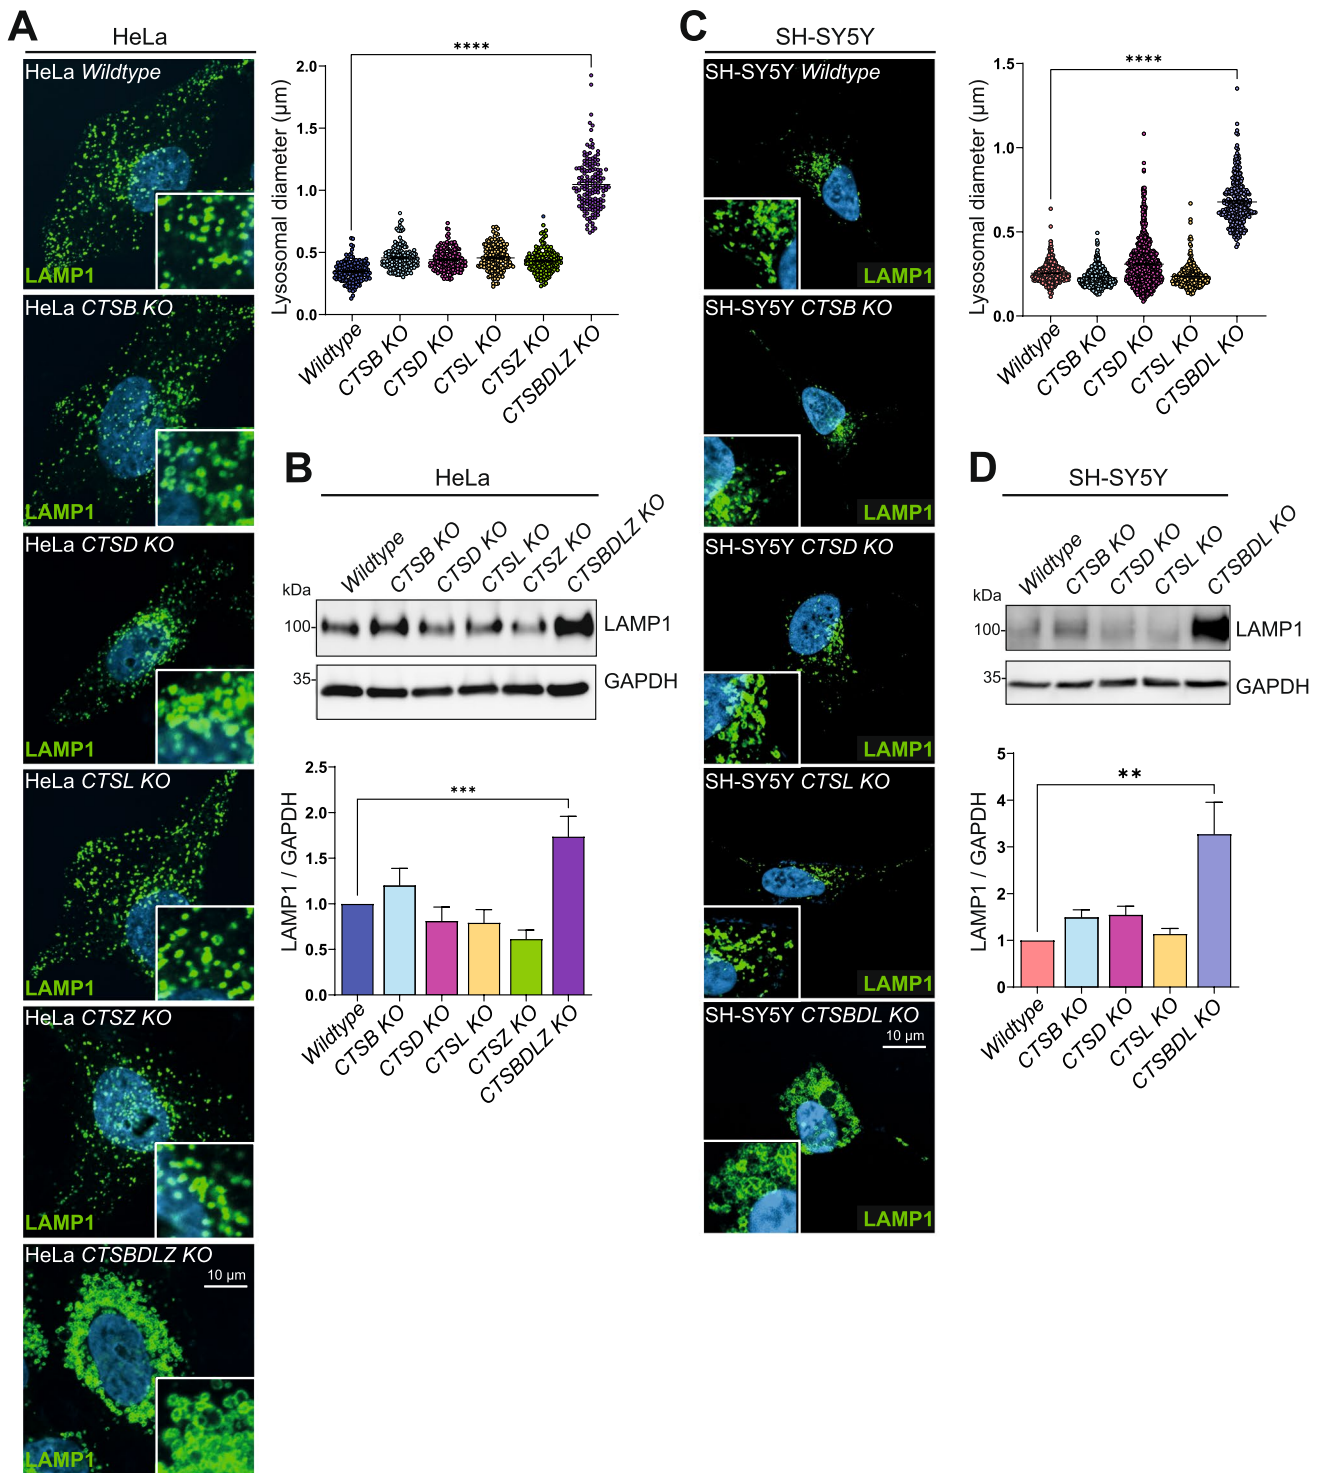 A
HeLa
HeLa Wildtype
LAMP1
HeLa CTSB KO
LAMP1
HeLa CTSD KO
LAMP1
HeLa CTSL KO
LAMP1
HeLa CTSZ KO
LAMP1
HeLa CTSBDLZ KO
10 µm
LAMP1
****
Lysosomal diameter (µm)
2.0
1.5
1.0
0.5
0.0
Wildtype
CTSB KO
CTSD KO
CTSL KO
CTSZ KO
CTSBDLZ KO
B
HeLa
Wildtype
CTSB KO
CTSD KO
CTSL KO
CTSZ KO
CTSBDLZ KO
kDa
100
LAMP1
35
GAPDH
***
LAMP1 / GAPDH
2.5
2.0
1.5
1.0
0.5
0.0
Wildtype
CTSB KO
CTSD KO
CTSL KO
CTSZ KO
CTSBDLZ KO
C
SH-SY5Y
SH-SY5Y Wildtype
LAMP1
SH-SY5Y CTSB KO
LAMP1
SH-SY5Y CTSD KO
LAMP1
SH-SY5Y CTSL KO
LAMP1
SH-SY5Y CTSBDL KO
10 µm
LAMP1
****
Lysosomal diameter (µm)
1.5
1.0
0.5
0.0
Wildtype
CTSB KO
CTSD KO
CTSL KO
CTSBDL KO
D
SH-SY5Y
Wildtype
CTSB KO
CTSD KO
CTSL KO
CTSBDL KO
kDa
100
LAMP1
35
GAPDH
**
LAMP1 / GAPDH
5
4
3
2
1
0
Wildtype
CTSB KO
CTSD KO
CTSL KO
CTSBDL KO